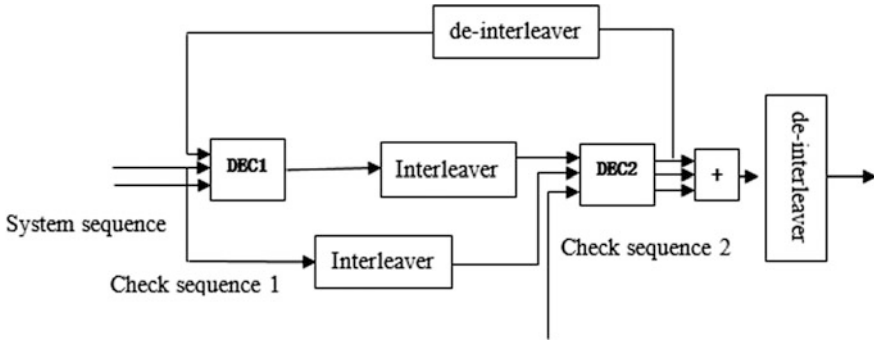 de-interleaver
DEC1
Interleaver
DEC2
+
de-interleaver
System sequence
Interleaver
Check sequence 2
Check sequence 1